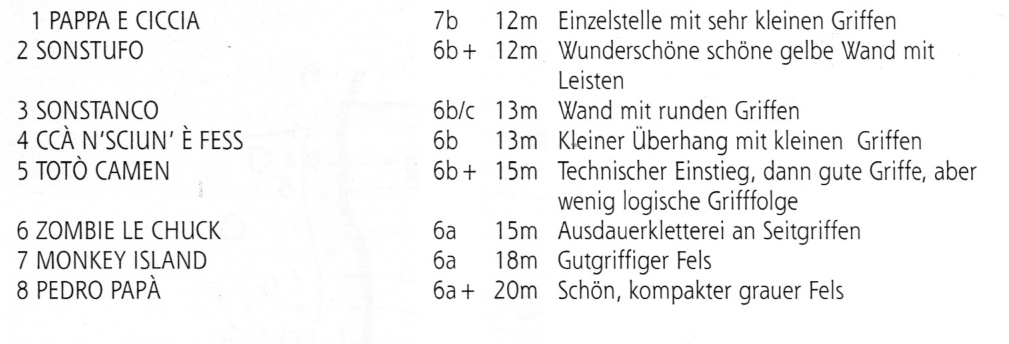 1 PAPPA E CICCIA 7b 12m Einzelstelle mit sehr kleinen Griffen
2 SONSTUFO 6b+ 12m Wunderschöne schöne gelbe Wand mit
Leisten
3 SONSTANCO 6b/c 13m Wand mit runden Griffen
4 CCÀ N'SCIUN' È FESS 6b 13m Kleiner Überhang mit kleinen Griffen
5 TOTÒ CAMEN 6b+ 15m Technischer Einstieg, dann gute Griffe, aber
wenig logische Grifffolge
6 ZOMBIE LE CHUCK 6a 15m Ausdauerkletterei an Seitgriffen
7 MONKEY ISLAND 6a 18m Gutgriffiger Fels
8 PEDRO PAPÀ 6a+ 20m Schön, kompakter grauer Fels